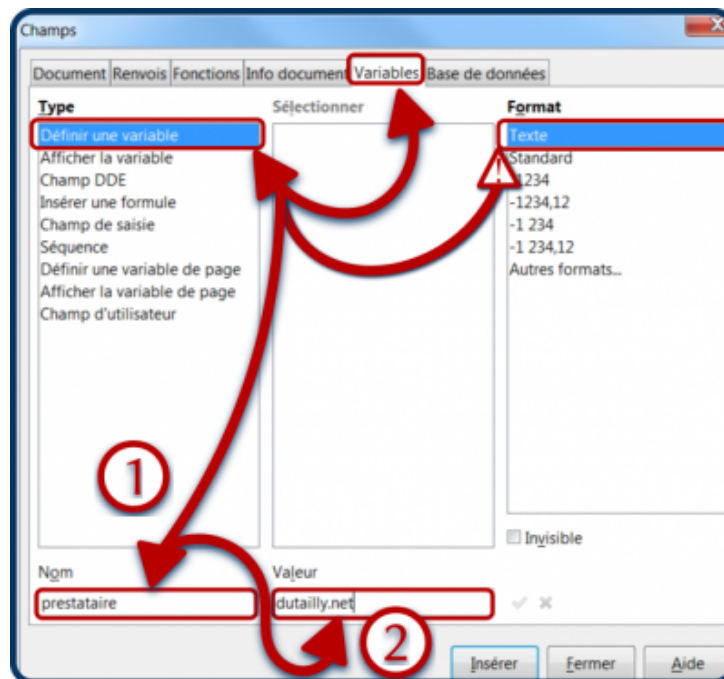 Champs
Document Renvois Fonctions Info document Variables Base de données
Type Sélectionner Format
Définir une variable Texte
Afficher la variable Standard
Champ DDE 1234
Insérer une formule -1234,12
Champ de saisie -1 234
Séquence -1 234,12
Définir une variable de page Autres formats...
Afficher la variable de page
Champ d'utilisateur
1
Invisible
Nom Valeur
prestataire dutailly.net
2
Insérer Fermer Aide